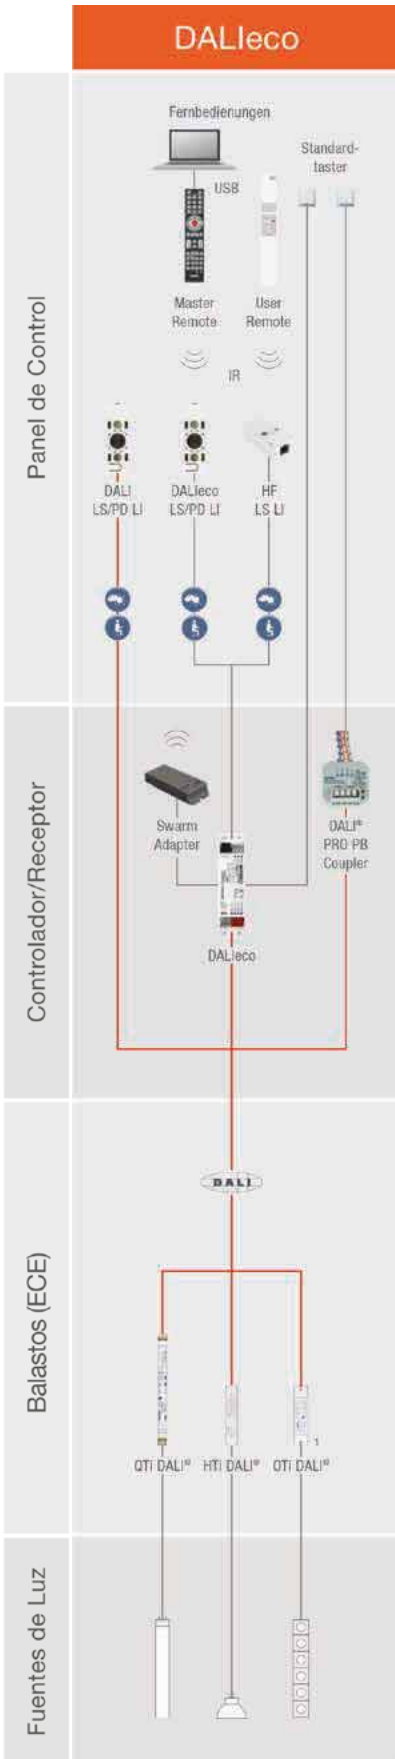 DALIeco
Panel de Control
Fernbedienungen
Standard-
taster
USB
Master
Remote
User
Remote
IR
DALI
LS/PD LI
DALIeco
LS/PD LI
HF
LS LI
Controlador/Receptor
Swarm
Adapter
DALI®
PRO PB
Coupler
DALIeco
Balastos (ECE)
DALI
QTi DALI®
HTi DALI®
OTi DALI®
1
Fuentes de Luz